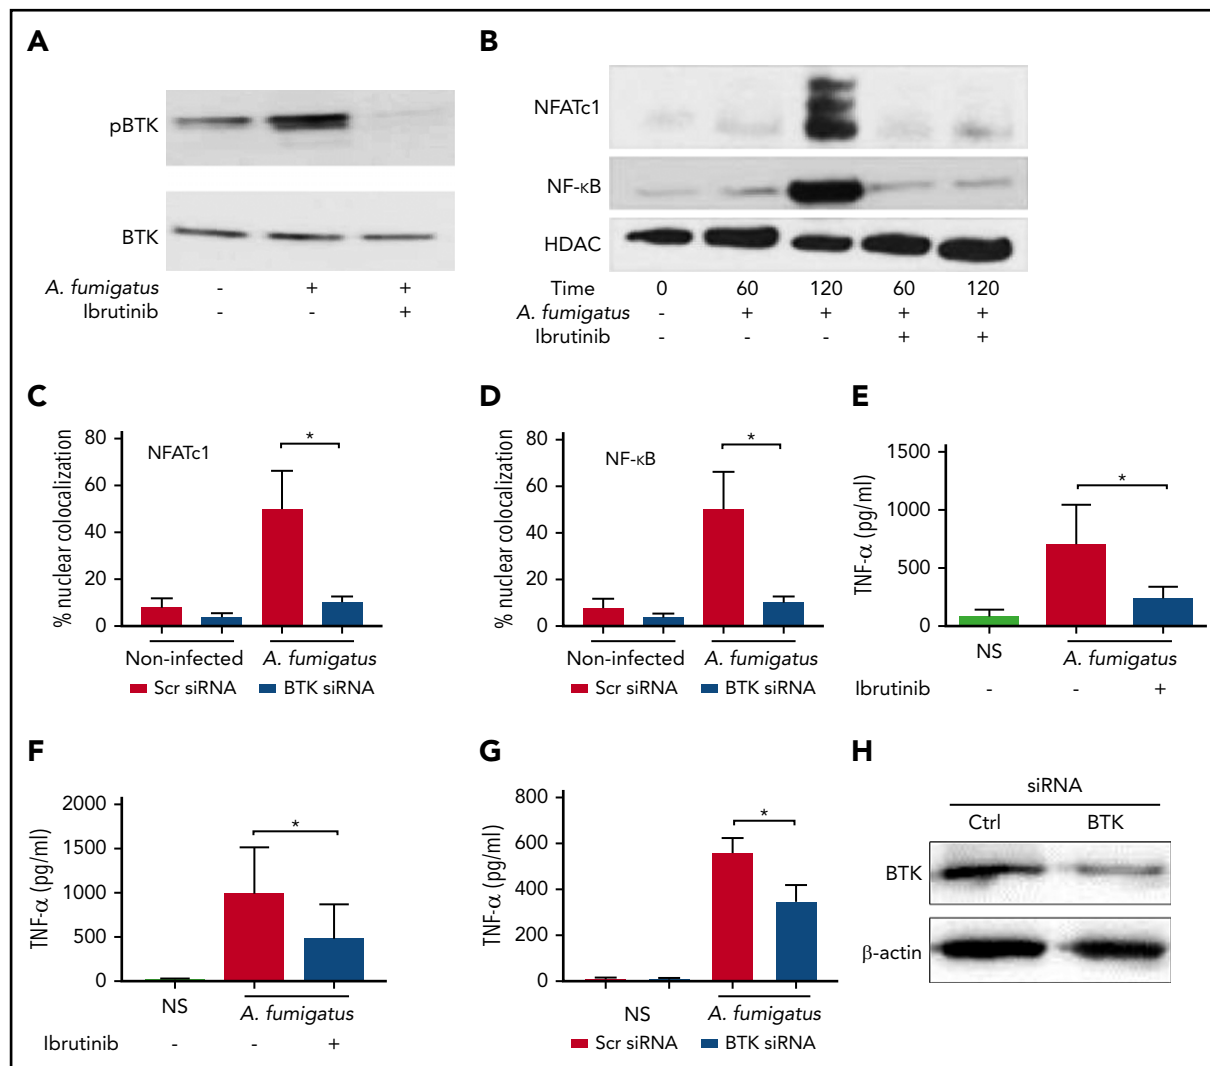 A
pBTK
BTK
A. fumigatus - + +
Ibrutinib - - +
B
NFATc1
NF-κB
HDAC
Time 0 60 120 60 120
A. fumigatus - + + + +
Ibrutinib - - - + +
C
% nuclear colocalization
80
60
40
20
0
NFATc1
*
Non-infected A. fumigatus
Scr siRNA BTK siRNA
D
% nuclear colocalization
80
60
40
20
0
NF-κB
*
Non-infected A. fumigatus
Scr siRNA BTK siRNA
E
TNF-α (pg/ml)
1500
1000
500
0
*
NS A. fumigatus
Ibrutinib - - +
F
TNF-α (pg/ml)
2000
1500
1000
500
0
*
NS A. fumigatus
Ibrutinib - - +
G
TNF-α (pg/ml)
800
600
400
200
0
*
NS A. fumigatus
Scr siRNA BTK siRNA
H
siRNA
Ctrl BTK
BTK
β-actin